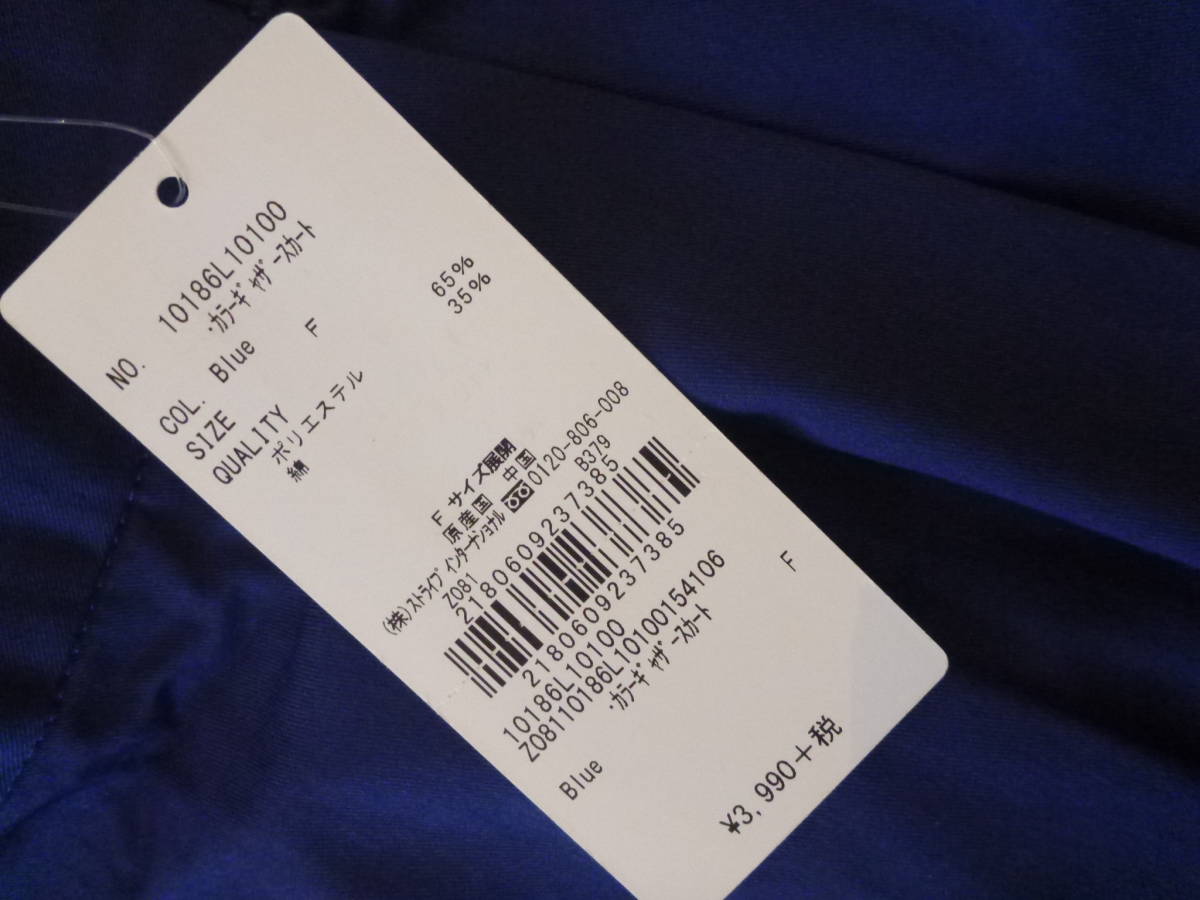 NO. 10186L10100
・ｶﾗｰｷﾞｬｻﾞｰｽｶｰﾄ
COL. Blue
SIZE F
QUALITY
ポリエステル 65%
綿 35%
F サイズ展開
原産国 中国
(株)ｽﾄﾗｲﾌﾟｲﾝﾀｰﾅｼｮﾅﾙ 0120-806-008
Z081 B379
2180609237385
2180609237385
10186L10100
Z08110186L10100154106
・ｶﾗｰｷﾞｬｻﾞｰｽｶｰﾄ
Blue F
¥3,990+税